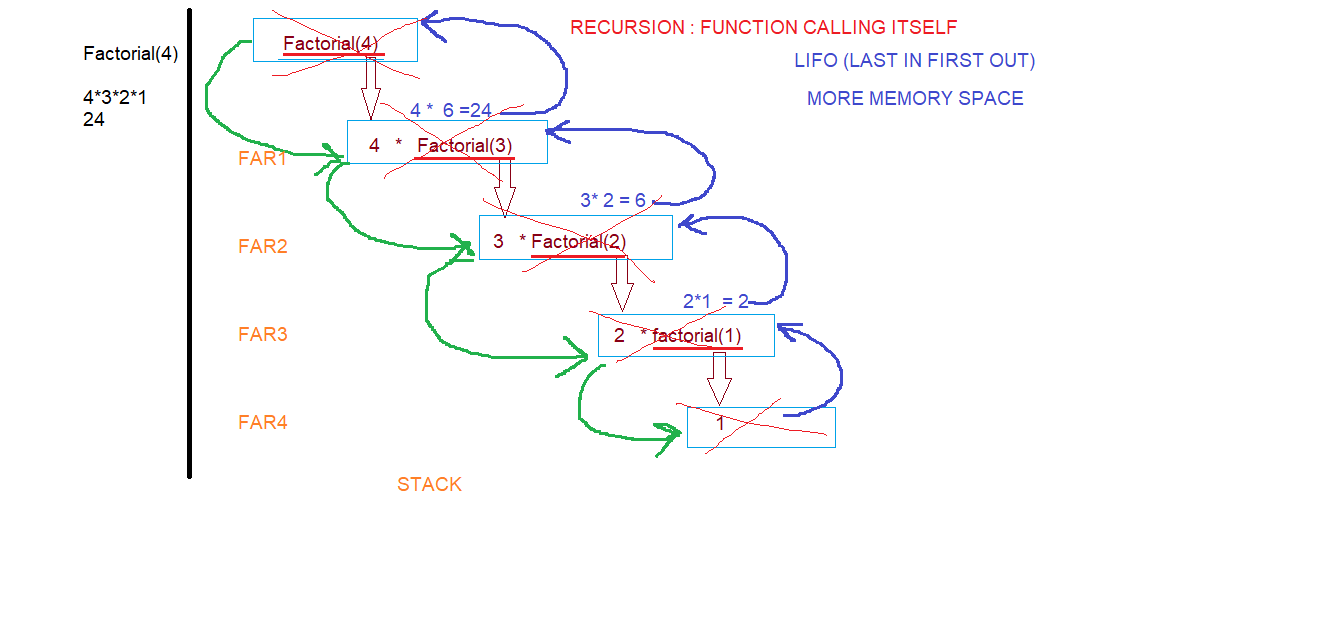 RECURSION : FUNCTION CALLING ITSELF
Factorial(4)
Factorial(4)
LIFO (LAST IN FIRST OUT)
4*3*2*1
24
MORE MEMORY SPACE
4 * 6 =24
4 * Factorial(3)
FAR1
3* 2 = 6
3 * Factorial(2)
FAR2
2*1 = 2
2 * factorial(1)
FAR3
1
FAR4
STACK